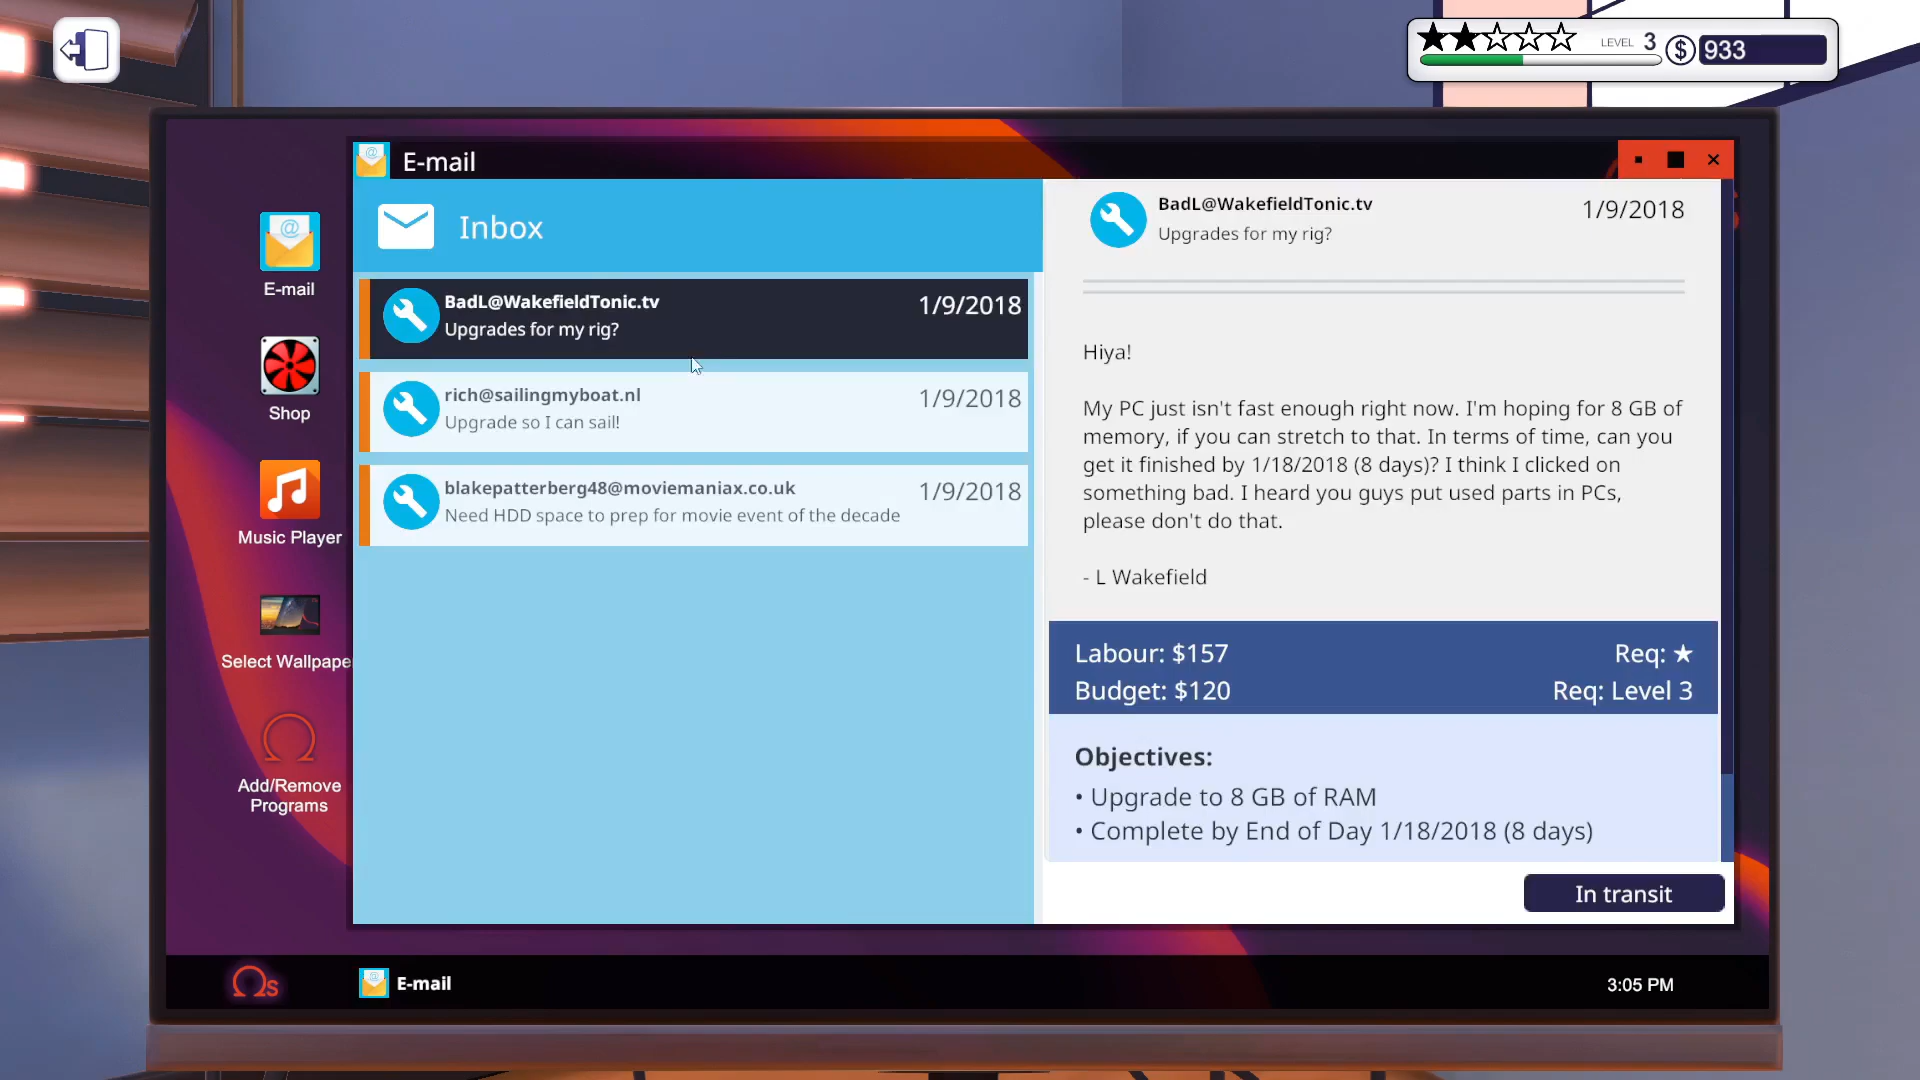 LEVEL 3 $ 933
E-mail
Inbox
BadL@WakefieldTonic.tv 1/9/2018
Upgrades for my rig?
rich@sailingmyboat.nl 1/9/2018
Upgrade so I can sail!
blakepatterberg48@moviemaniax.co.uk 1/9/2018
Need HDD space to prep for movie event of the decade
BadL@WakefieldTonic.tv 1/9/2018
Upgrades for my rig?
Hiya!
My PC just isn't fast enough right now. I'm hoping for 8 GB of
memory, if you can stretch to that. In terms of time, can you
get it finished by 1/18/2018 (8 days)? I think I clicked on
something bad. I heard you guys put used parts in PCs,
please don't do that.
- L Wakefield
Labour: $157 Req: ★
Budget: $120 Req: Level 3
Objectives:
• Upgrade to 8 GB of RAM
• Complete by End of Day 1/18/2018 (8 days)
In transit
E-mail
Shop
Music Player
Select Wallpape
Add/Remove
Programs
Ωs
E-mail
3:05 PM